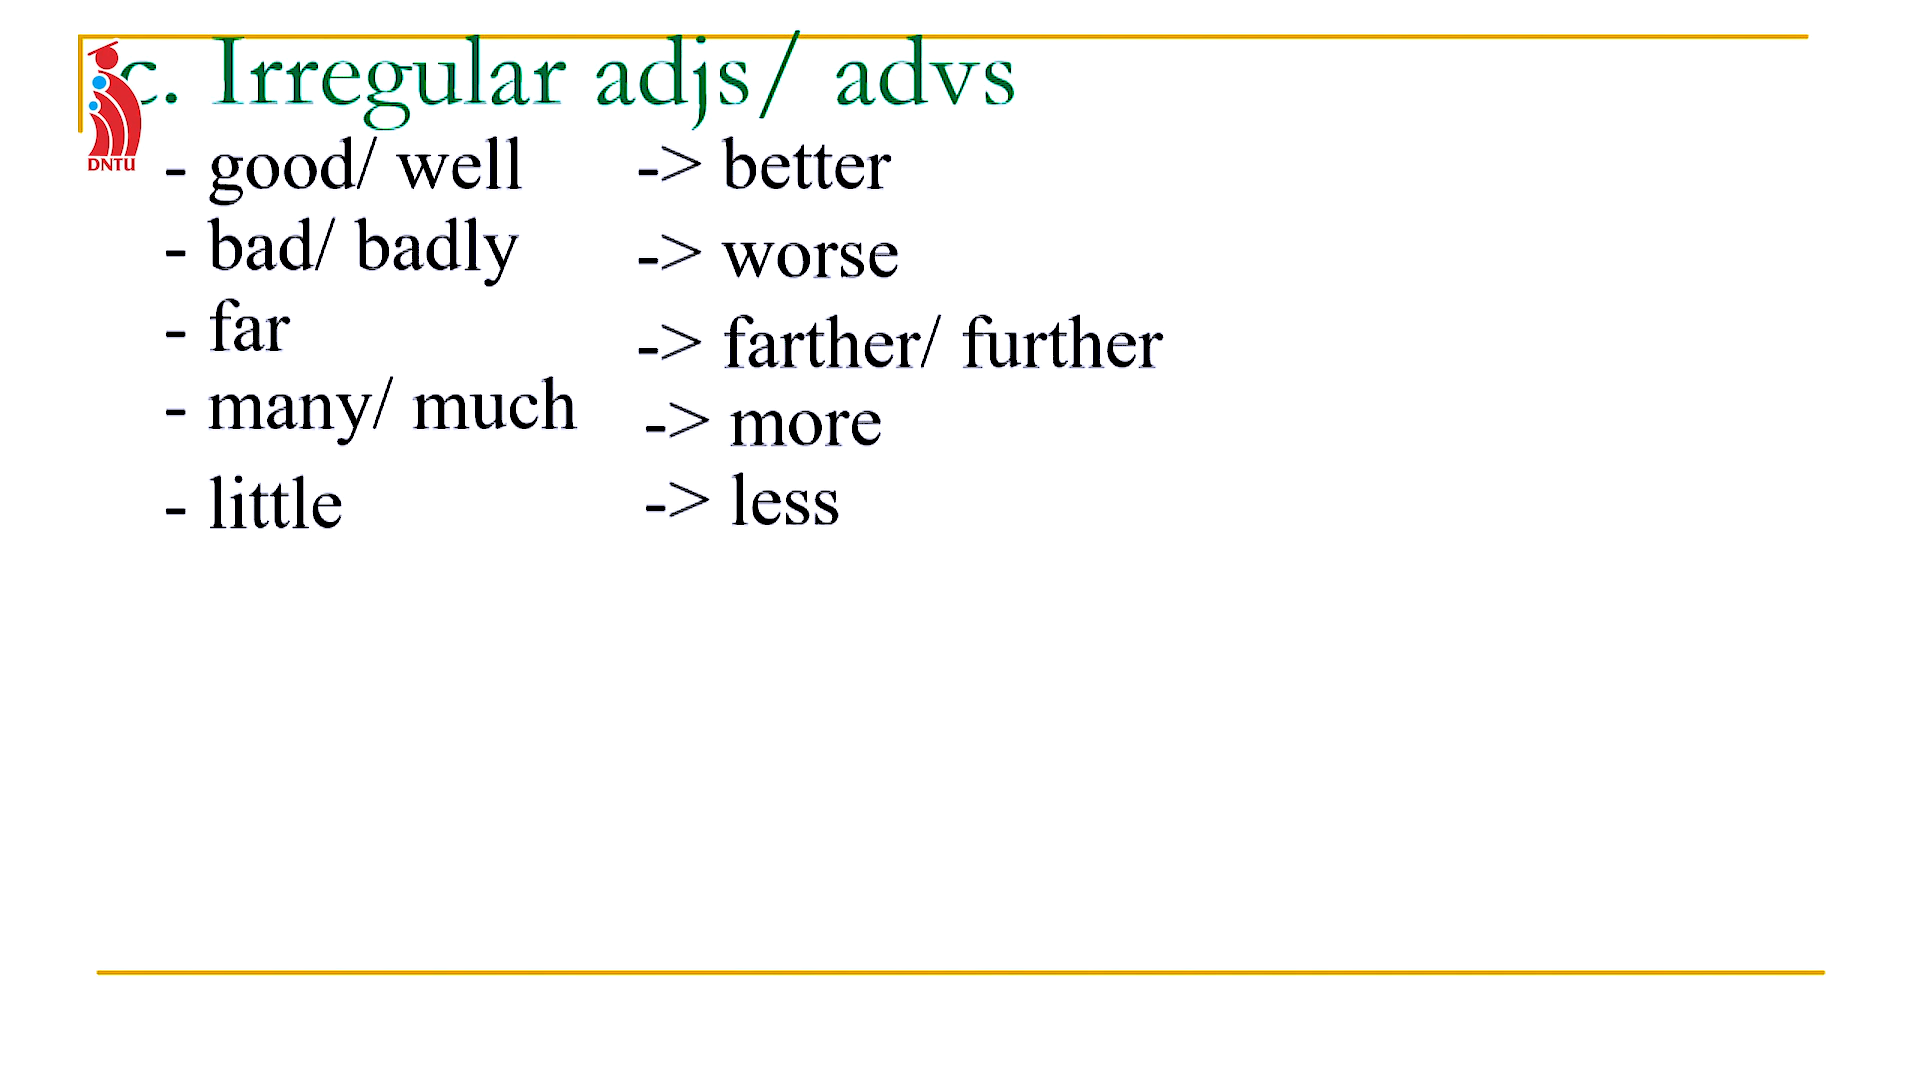 c. Irregular adjs/ advs
DNTU
- good/ well -> better
- bad/ badly -> worse
- far -> farther/ further
- many/ much -> more
- little -> less